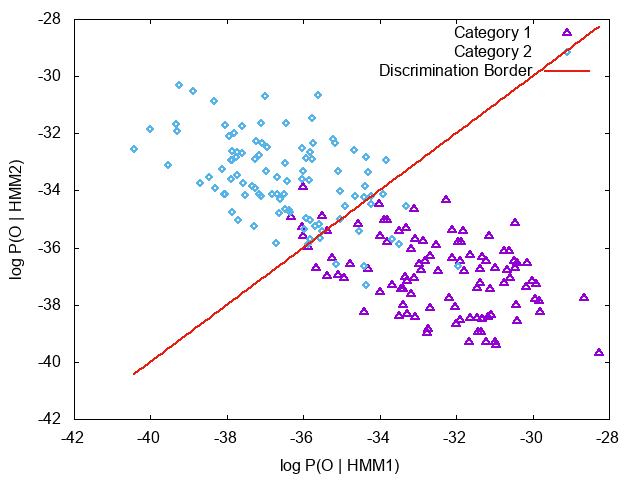 Category 1
Category 2
Discrimination Border
-28
-30
-32
-34
-36
-38
-40
-42
log P(O | HMM2)
-42 -40 -38 -36 -34 -32 -30 -28
log P(O | HMM1)